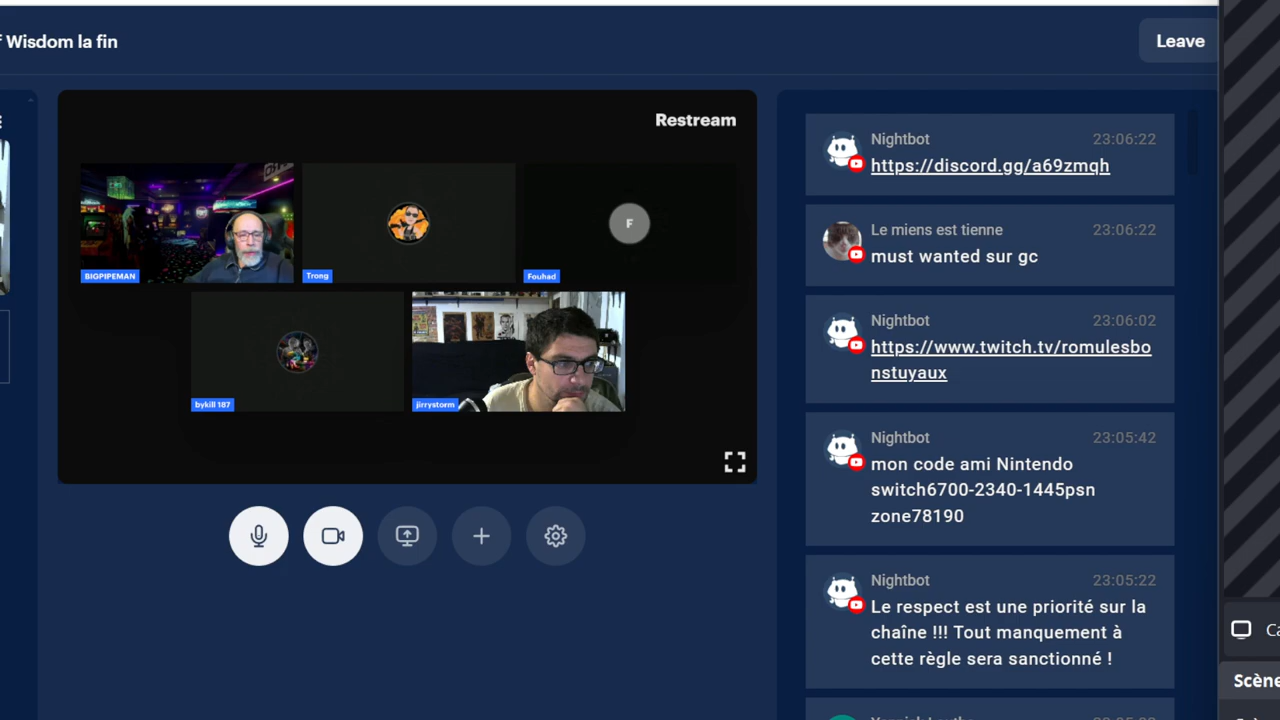 Wisdom la fin
Leave
Restream
BIGPIPEMAN
Trong
F
Fouhad
bykill 187
jirrystorm
Nightbot 23:06:22
https://discord.gg/a69zmqh
Le miens est tienne 23:06:22
must wanted sur gc
Nightbot 23:06:02
https://www.twitch.tv/romulesbo
nstuyaux
Nightbot 23:05:42
mon code ami Nintendo
switch6700-2340-1445psn
zone78190
Nightbot 23:05:22
Le respect est une priorité sur la
chaîne !!! Tout manquement à
cette règle sera sanctionné !
Ca
Scène